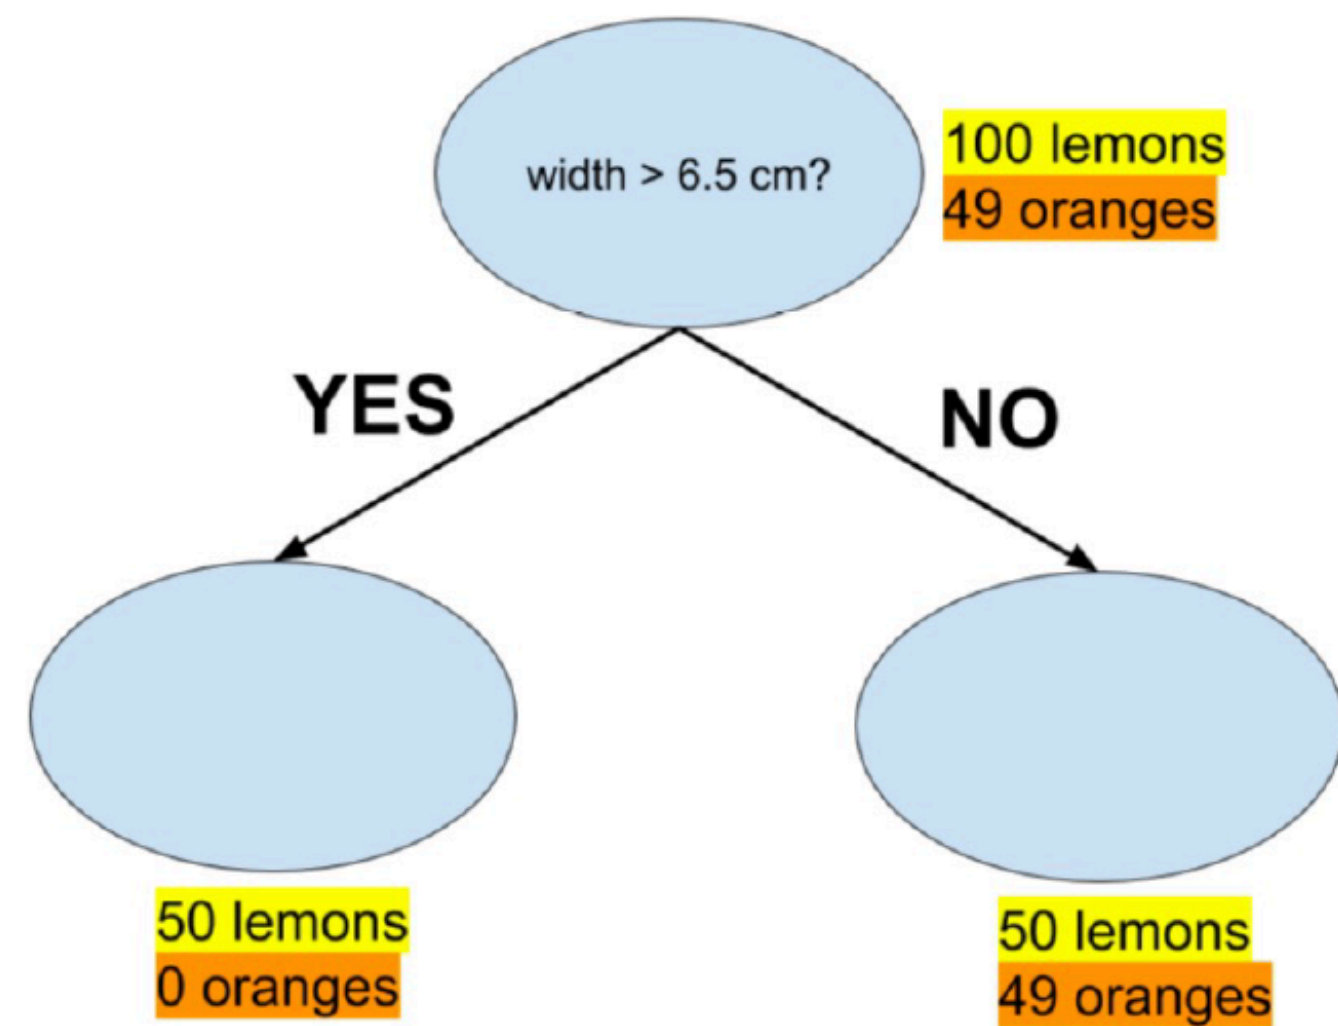 width > 6.5 cm?
100 lemons
49 oranges
YES
NO
50 lemons
0 oranges
50 lemons
49 oranges